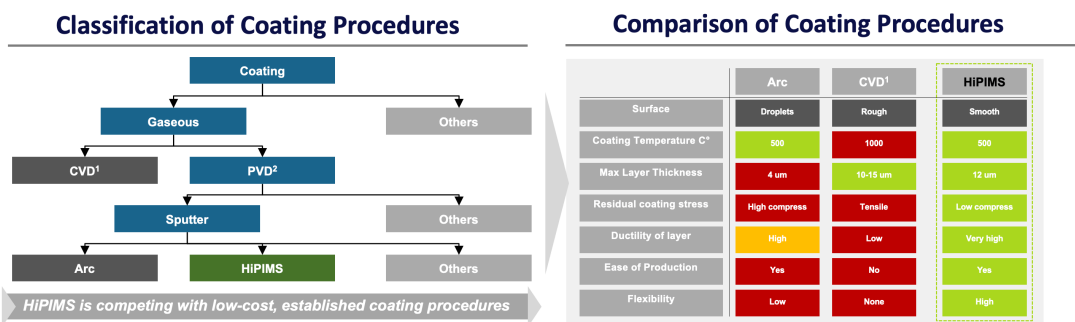 Classification of Coating Procedures
Coating
Gaseous
Others
CVD1
PVD2
Sputter
Others
Arc
HiPIMS
Others
HiPIMS is competing with low-cost, established coating procedures
Comparison of Coating Procedures
Arc
CVD1
HiPIMS
Surface
Droplets
Rough
Smooth
Coating Temperature C°
500
1000
500
Max Layer Thickness
4 um
10-15 um
12 um
Residual coating stress
High compress
Tensile
Low compress
Ductility of layer
High
Low
Very high
Ease of Production
Yes
No
Yes
Flexibility
Low
None
High